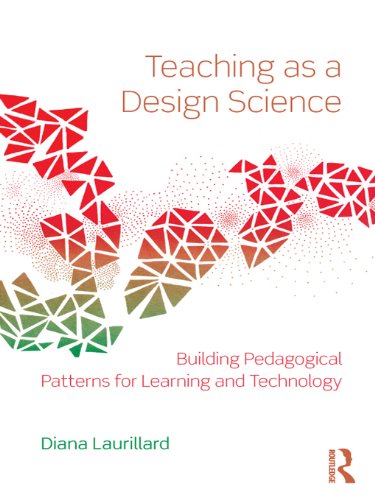 Teaching as a
Design Science
Building Pedagogical
Patterns for Learning and Technology
Diana Laurillard
ROUTLEDGE